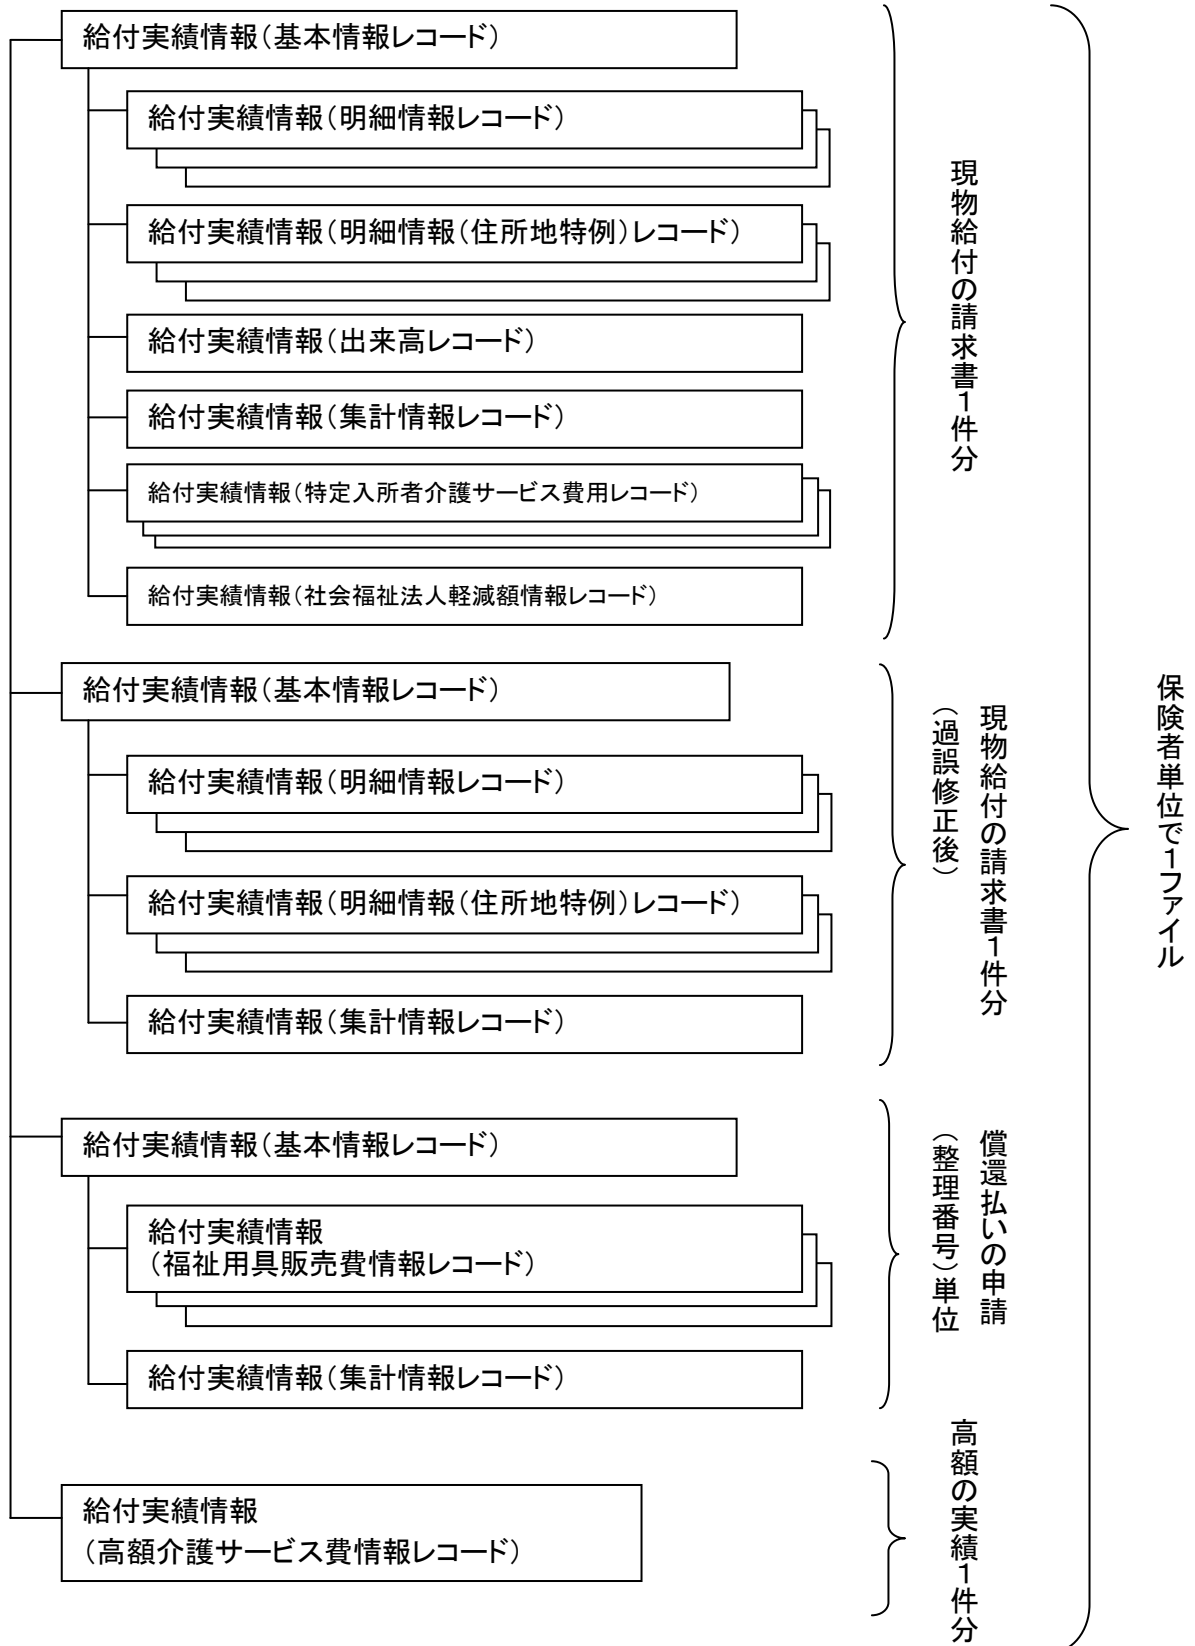 給付実績情報(基本情報レコード)
給付実績情報(明細情報レコード)
給付実績情報(明細情報(住所地特例)レコード)
給付実績情報(出来高レコード)
給付実績情報(集計情報レコード)
給付実績情報(特定入所者介護サービス費用レコード)
給付実績情報(社会福祉法人軽減額情報レコード)
現物給付の請求書1件分
給付実績情報(基本情報レコード)
給付実績情報(明細情報レコード)
給付実績情報(明細情報(住所地特例)レコード)
給付実績情報(集計情報レコード)
現物給付の請求書1件分
(過誤修正後)
給付実績情報(基本情報レコード)
給付実績情報
(福祉用具販売費情報レコード)
給付実績情報(集計情報レコード)
償還払いの申請
(整理番号)単位
給付実績情報
(高額介護サービス費情報レコード)
高額の実績1件分
保険者単位で1ファイル